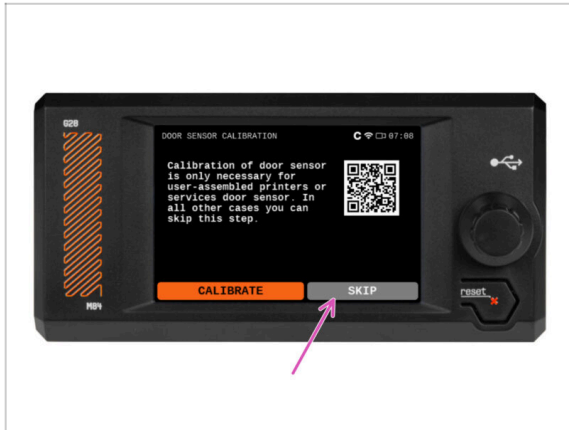 G28
DOOR SENSOR CALIBRATION
C 07:08
Calibration of door sensor
is only necessary for
user-assembled printers or
services door sensor. In
all other cases you can
skip this step.
CALIBRATE
SKIP
reset
M84